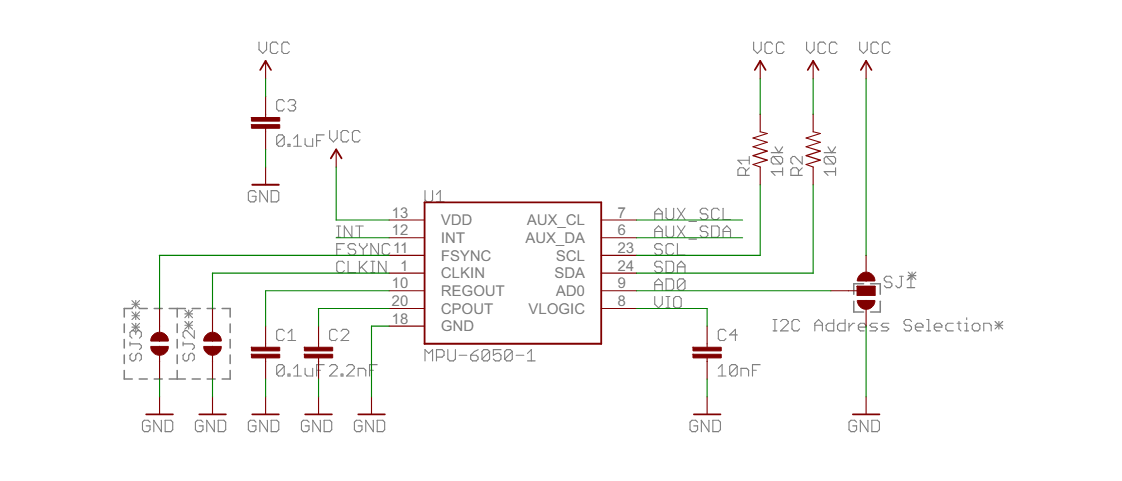 VCC
VCC
VCC
VCC
C3
0.1uF
VCC
GND
R1
10k
R2
10k
U1
13
VDD
AUX_CL
7
AUX_SCL
INT
12
INT
AUX_DA
6
AUX_SDA
FSYNC
11
FSYNC
SCL
23
SCL
CLKIN
1
CLKIN
SDA
24
SDA
10
REGOUT
AD0
9
AD0
SJ1*
20
CPOUT
VLOGIC
8
VIO
18
GND
I2C Address Selection*
SJ3***
SJ2**
C1
0.1uF
C2
2.2nF
MPU-6050-1
C4
10nF
GND
GND
GND
GND
GND
GND
GND